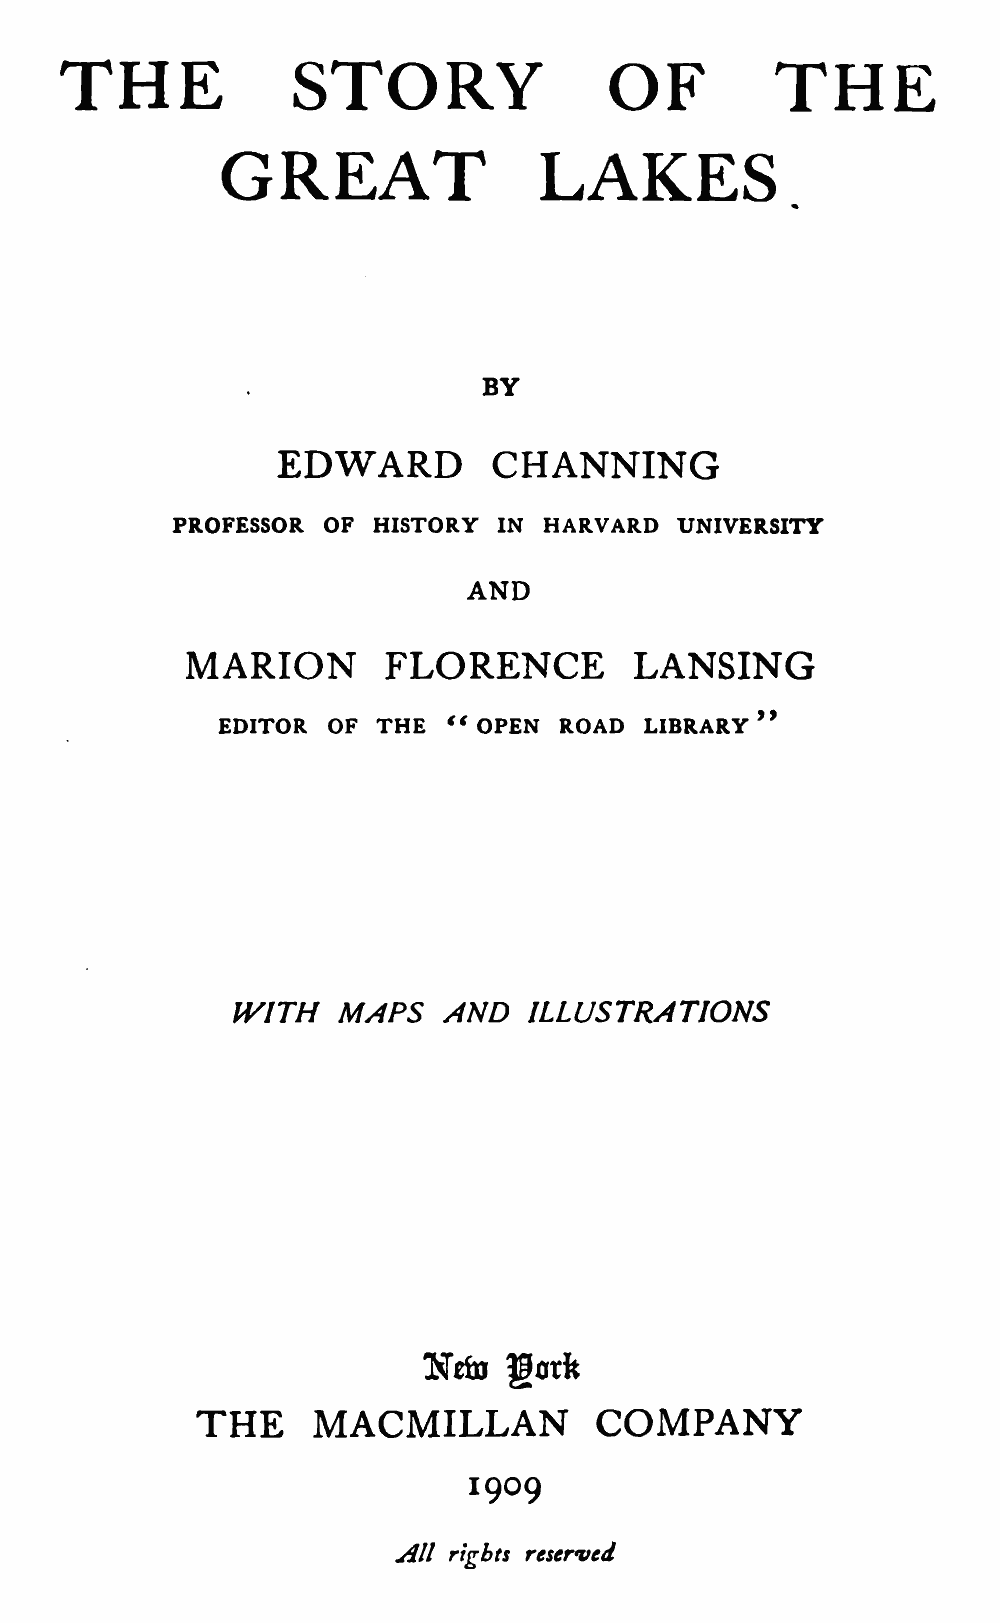 THE STORY OF THE
GREAT LAKES.
BY
EDWARD CHANNING
PROFESSOR OF HISTORY IN HARVARD UNIVERSITY
AND
MARION FLORENCE LANSING
EDITOR OF THE “OPEN ROAD LIBRARY”
WITH MAPS AND ILLUSTRATIONS
New York
THE MACMILLAN COMPANY
1909
All rights reserved